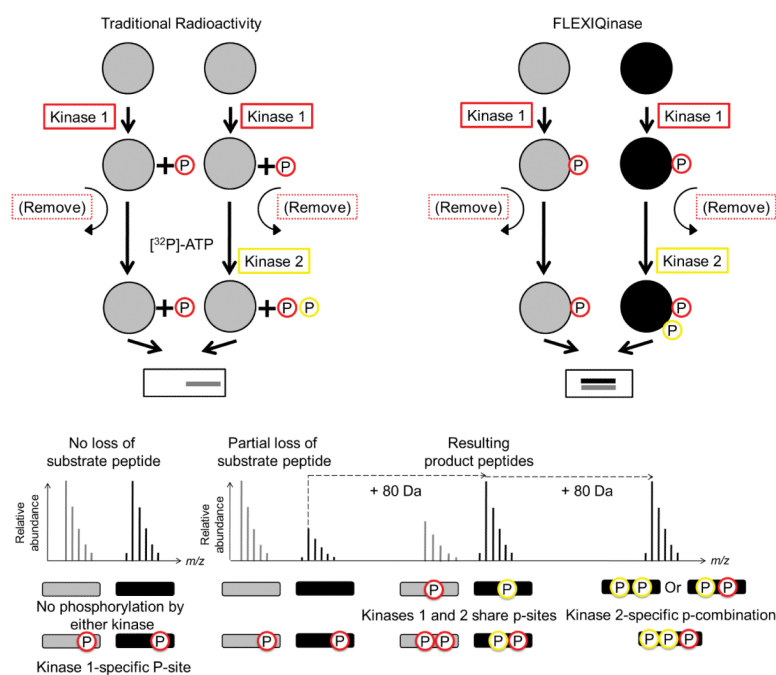 Traditional Radioactivity
FLEXIQinase
Kinase 1
Kinase 1
Kinase 1
Kinase 1
P
P
P
P
(Remove)
(Remove)
(Remove)
(Remove)
[³²P]-ATP
Kinase 2
Kinase 2
P
P P
P
P
P
No loss of
substrate peptide
Partial loss of
substrate peptide
Resulting
product peptides
+ 80 Da
+ 80 Da
Relative
abundance
m/z
Relative
abundance
m/z
P
P
P P Or P P
No phosphorylation by
either kinase
Kinases 1 and 2 share p-sites
Kinase 2-specific p-combination
P
P
P
P
P P
P P
P P P
Kinase 1-specific P-site